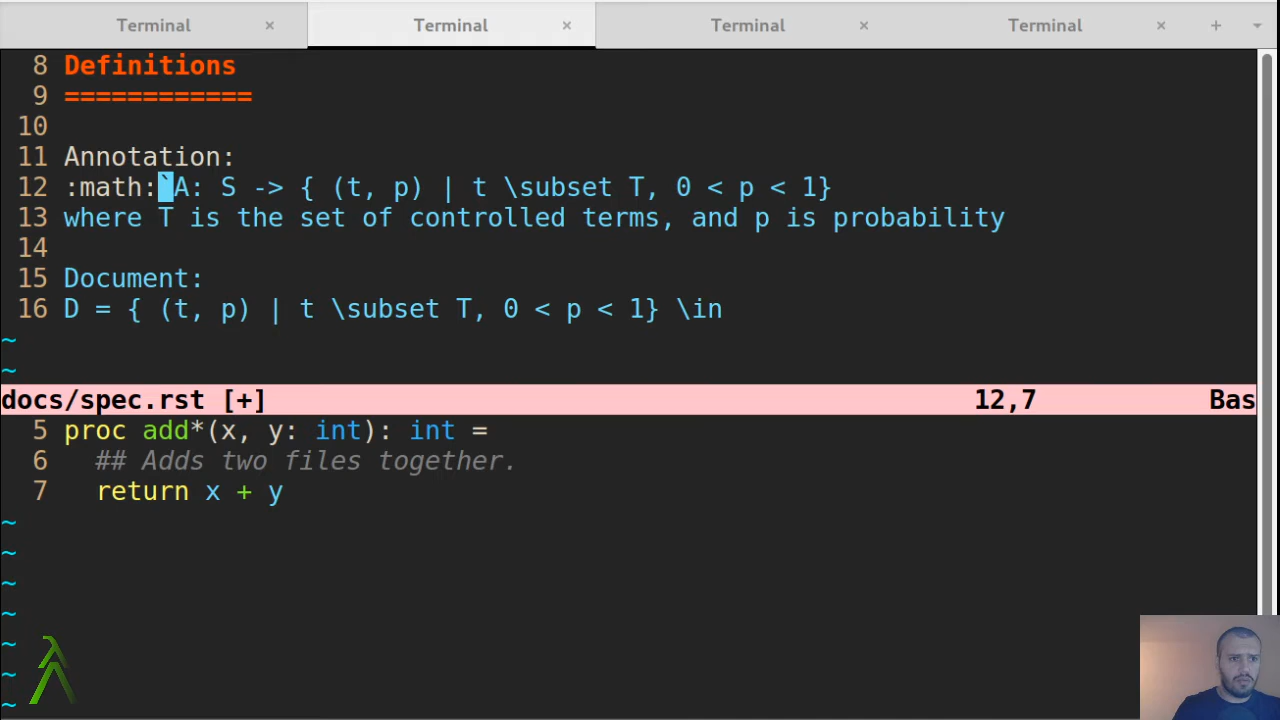 Terminal × Terminal × Terminal × Terminal × +
8 Definitions
9 ============
10
11 Annotation:
12 :math:`A: S -> { (t, p) | t \subset T, 0 < p < 1}
13 where T is the set of controlled terms, and p is probability
14
15 Document:
16 D = { (t, p) | t \subset T, 0 < p < 1} \in
~
~
docs/spec.rst [+] 12,7 Bas
5 proc add*(x, y: int): int =
6 ## Adds two files together.
7 return x + y
~
~
~
~
~
~
~